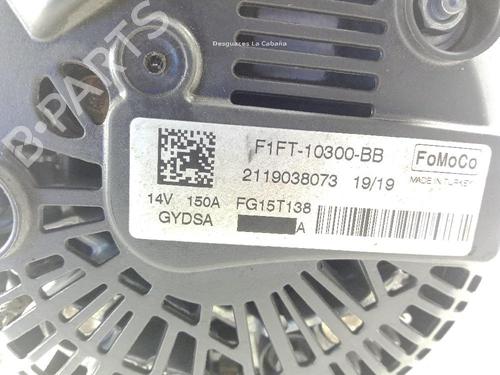 Desguaces La Cabaña
B-PARTS
F1FT-10300-BB
FoMoCo
2119038073 19/19
MADE IN TURKEY
14V 150A FG15T138
GYDSA
A